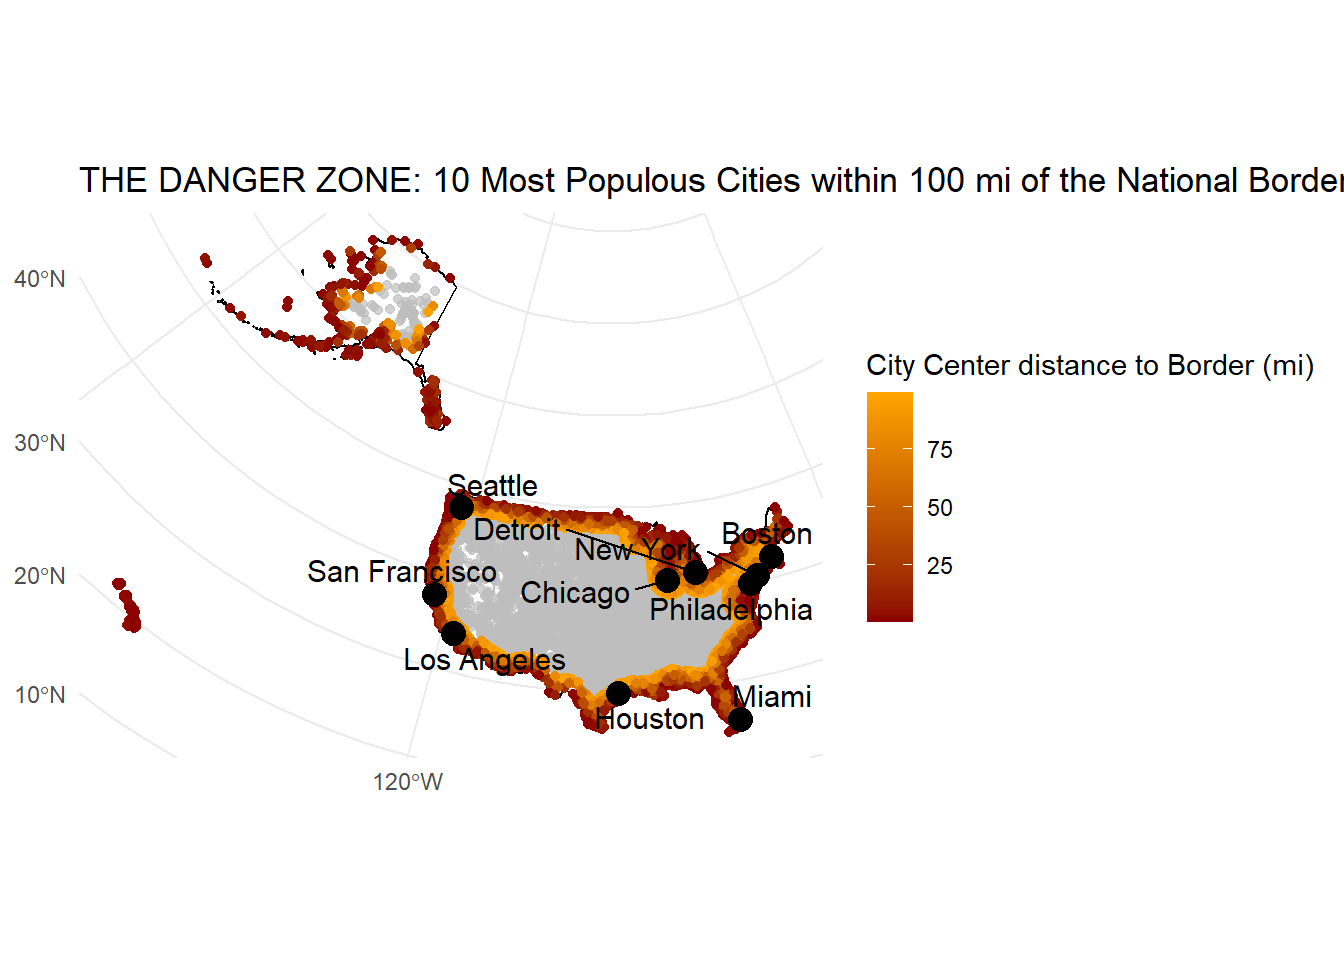 THE DANGER ZONE: 10 Most Populous Cities within 100 mi of the National Border
40°N
30°N
20°N
10°N
120°W
Seattle
Detroit
Boston
New York
San Francisco
Chicago
Philadelphia
Los Angeles
Miami
Houston
City Center distance to Border (mi)
75
50
25